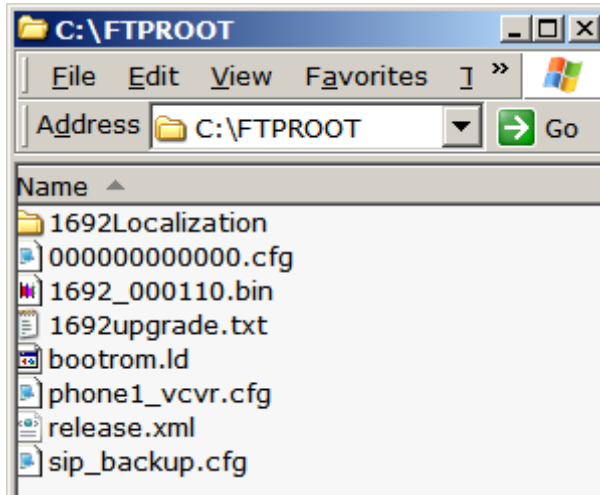 C:\FTPROOT
File Edit View Favorites T »
Address C:\FTPROOT Go
Name
1692Localization
000000000000.cfg
1692_000110.bin
1692upgrade.txt
bootrom.ld
phone1_vcvr.cfg
release.xml
sip_backup.cfg